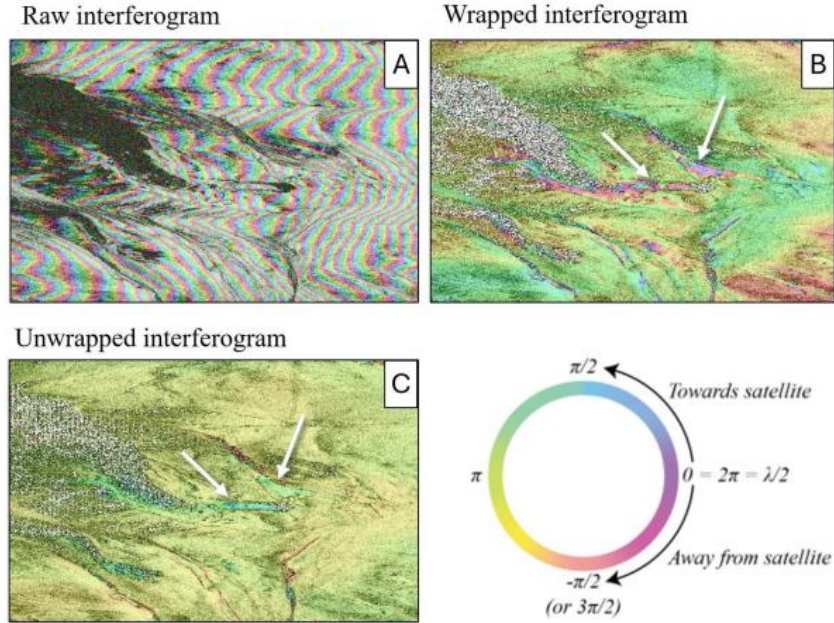 Raw interferogram
Wrapped interferogram
A
B
Unwrapped interferogram
C
π/2
Towards satellite
π
0 = 2π = λ/2
Away from satellite
-π/2
(or 3π/2)